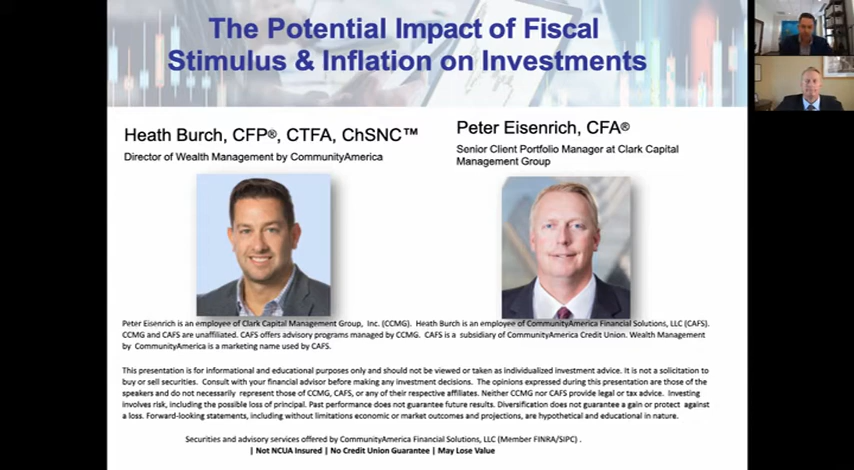 The Potential Impact of Fiscal
Stimulus & Inflation on Investments
Heath Burch, CFP®, CTFA, ChSNC™
Director of Wealth Management by CommunityAmerica
Peter Eisenrich, CFA®
Senior Client Portfolio Manager at Clark Capital
Management Group
Peter Eisenrich is an employee of Clark Capital Management Group, Inc. (CCMG). Heath Burch is an employee of CommunityAmerica Financial Solutions, LLC (CAFS).
CCMG and CAFS are unaffiliated. CAFS offers advisory programs managed by CCMG. CAFS is a subsidiary of CommunityAmerica Credit Union. Wealth Management
by CommunityAmerica is a marketing name used by CAFS.
This presentation is for informational and educational purposes only and should not be viewed or taken as individualized investment advice. It is not a solicitation to
buy or sell securities. Consult with your financial advisor before making any investment decisions. The opinions expressed during this presentation are those of the
speakers and do not necessarily represent those of CCMG, CAFS, or any of their respective affiliates. Neither CCMG nor CAFS provide legal or tax advice. Investing
involves risk, including the possible loss of principal. Past performance does not guarantee future results. Diversification does not guarantee a gain or protect against
a loss. Forward-looking statements, including without limitations economic or market outcomes and projections, are hypothetical and educational in nature.
Securities and advisory services offered by CommunityAmerica Financial Solutions, LLC (Member FINRA/SIPC) .
| Not NCUA Insured | No Credit Union Guarantee | May Lose Value